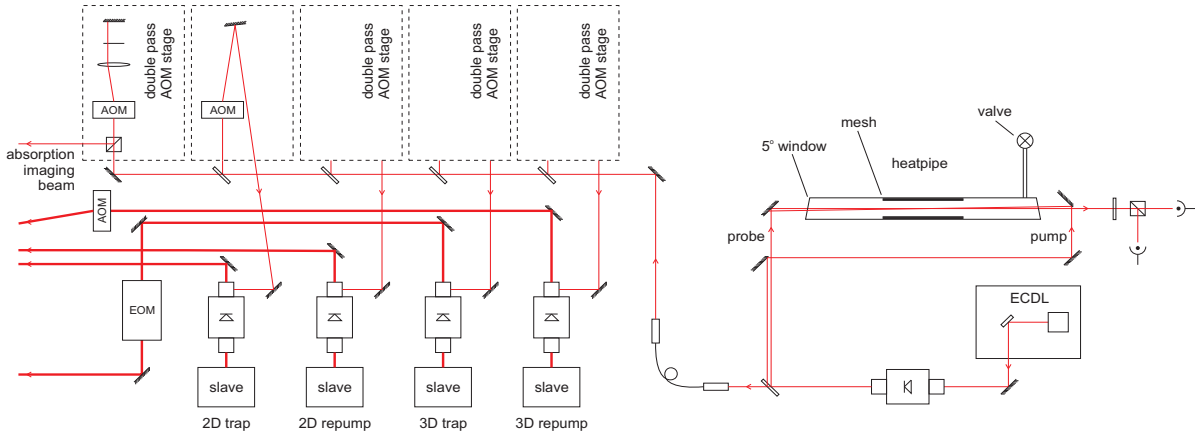 double pass
AOM stage
double pass
AOM stage
double pass
AOM stage
double pass
AOM stage
AOM
AOM
absorption
imaging
beam
AOM
EOM
slave
slave
slave
slave
2D trap
2D repump
3D trap
3D repump
valve
mesh
5° window
heatpipe
probe
pump
ECDL